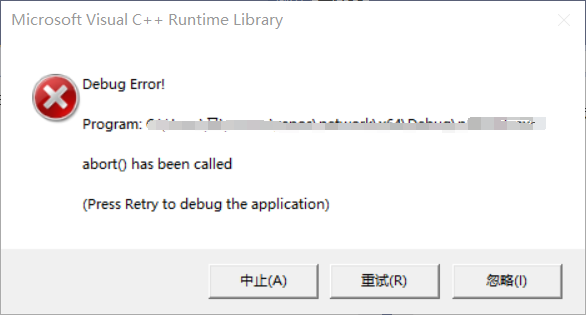 Microsoft Visual C++ Runtime Library
Debug Error!
Program:
abort() has been called
(Press Retry to debug the application)
中止(A)
重试(R)
忽略(I)